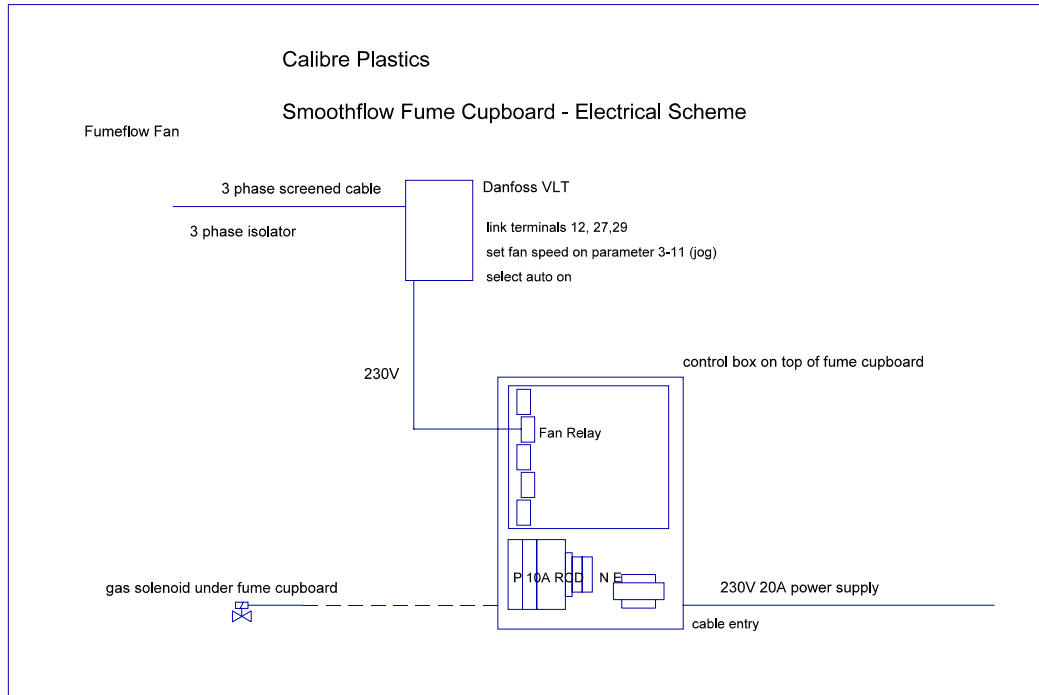 Calibre Plastics
Smoothflow Fume Cupboard - Electrical Scheme
Fumeflow Fan
3 phase screened cable
Danfoss VLT
3 phase isolator
link terminals 12, 27,29
set fan speed on parameter 3-11 (jog)
select auto on
control box on top of fume cupboard
230V
Fan Relay
P 10A RCD N E
gas solenoid under fume cupboard
230V 20A power supply
cable entry